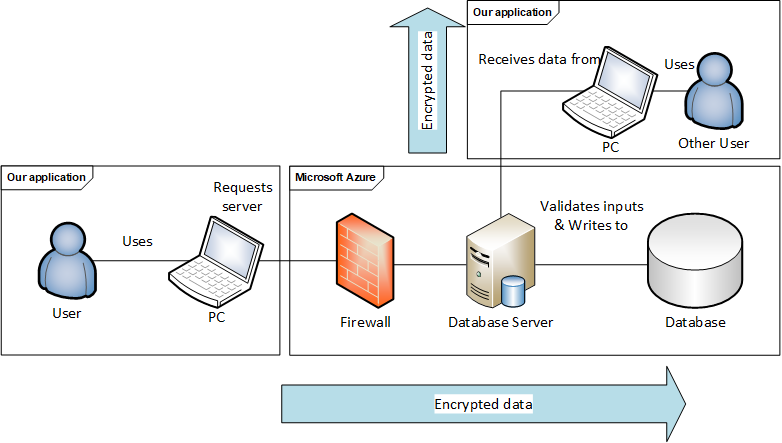 Our application
Encrypted data
Receives data from
Uses
PC
Other User
Our application
Requests
server
Uses
User
PC
Microsoft Azure
Validates inputs
& Writes to
Firewall
Database Server
Database
Encrypted data